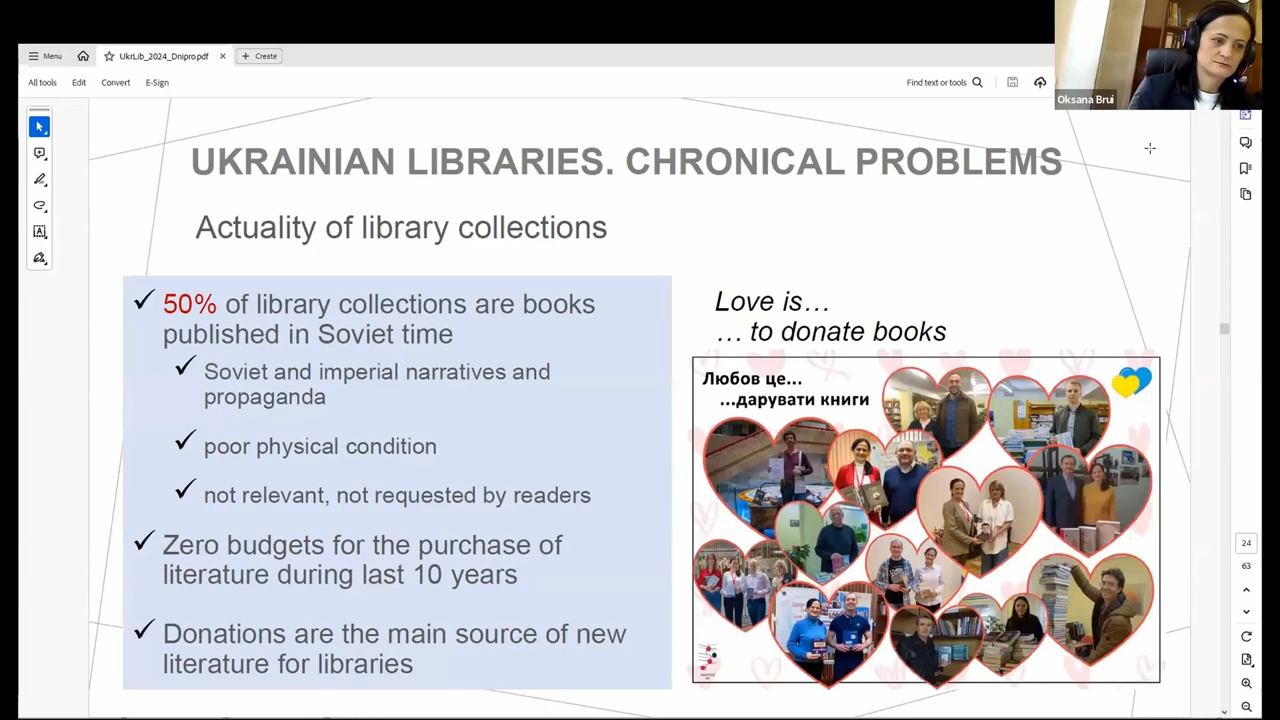 Menu
UkrLib_2024_Dnipro.pdf
Create
All tools
Edit
Convert
E-Sign
Find text or tools
Oksana Brui
UKRAINIAN LIBRARIES. CHRONICAL PROBLEMS
Actuality of library collections
50% of library collections are books
published in Soviet time
Soviet and imperial narratives and
propaganda
poor physical condition
not relevant, not requested by readers
Zero budgets for the purchase of
literature during last 10 years
Donations are the main source of new
literature for libraries
Love is…
… to donate books
Любов це...
...дарувати книги
24
63